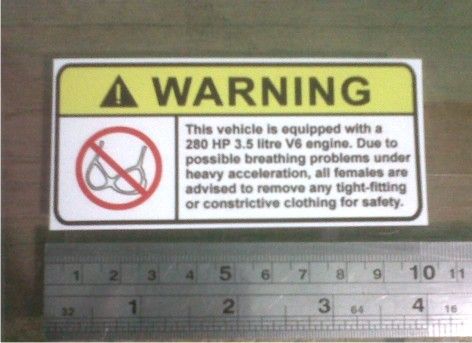 WARNING
This vehicle is equipped with a
280 HP 3.5 litre V6 engine. Due to
possible breathing problems under
heavy acceleration, all females are
advised to remove any tight-fitting
or constrictive clothing for safety.
1 2 3 4 5 6 7 8 9 10 11
32 1 2 3 64 4 16